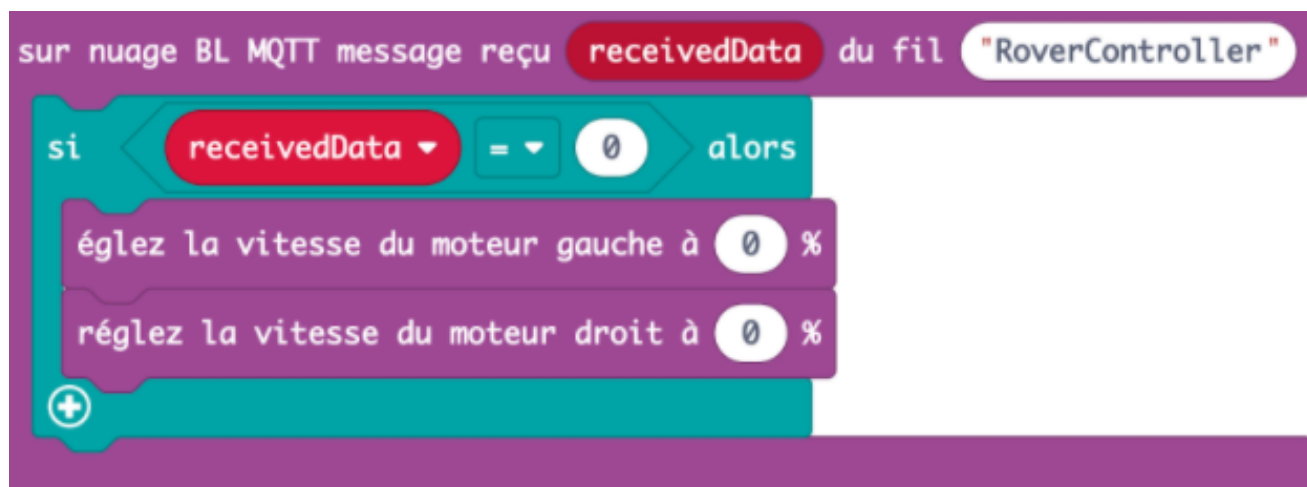 sur nuage BL MQTT message reçu receivedData du fil "RoverController"
si receivedData = 0 alors
églez la vitesse du moteur gauche à 0 %
réglez la vitesse du moteur droit à 0 %